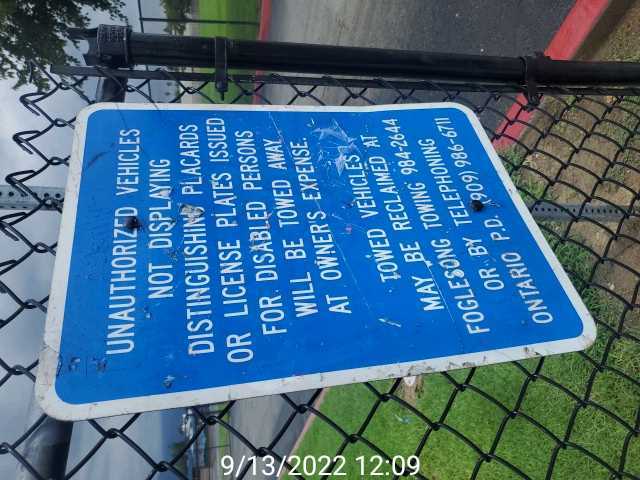 UNAUTHORIZED VEHICLES
NOT DISPLAYING
DISTINGUISHING PLACARDS
OR LICENSE PLATES ISSUED
FOR DISABLED PERSONS
WILL BE TOWED AWAY
AT OWNERS EXPENSE.
TOWED VEHICLES
MAY BE RECLAIMED AT
FOGLESONG TOWING 984-2644
OR BY TELEPHONING
ONTARIO P.D. (909) 986-6711
9/13/2022 12:09